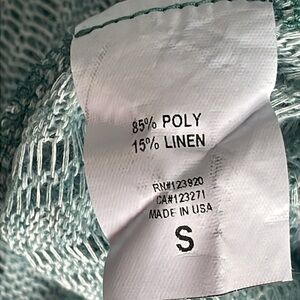 85% POLY
15% LINEN
RN#123920
CA#123271
MADE IN USA
S